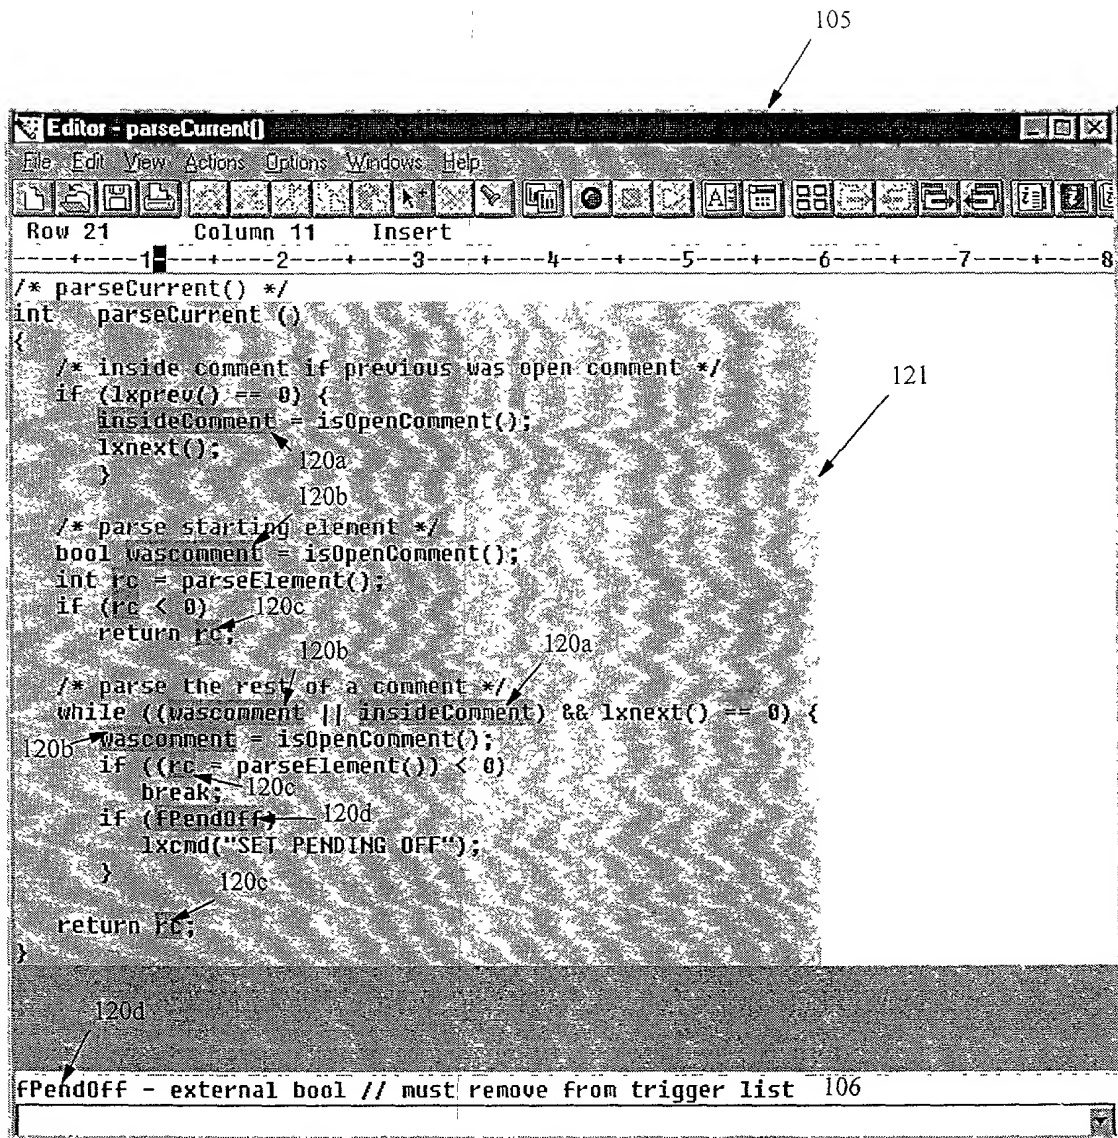 105
Editor - parseCurrent()
File Edit View Actions Options Windows Help
Row 21 Column 11 Insert
----+----1----+----2----+----3----+----4----+----5----+----6----+----7----+----8
/* parseCurrent() */
int parseCurrent ()
{
/* inside comment if previous was open comment */
if (lxprev() == 0) {
121
insideComment = isOpenComment();
lxnext();
120a
}
120b
/* parse starting element */
bool wascomment = isOpenComment();
int rc = parseElement();
if (rc < 0)
120c
return rc;
120b
120a
/* parse the rest of a comment */
while ((wascomment || insideComment) && lxnext() == 0) {
120b
wascomment = isOpenComment();
if ((rc = parseElement()) < 0)
120c
break;
if (fPendOff)
120d
lxcmd("SET PENDING OFF");
}
120c
return rc;
}
120d
fPendOff - external bool // must remove from trigger list
106